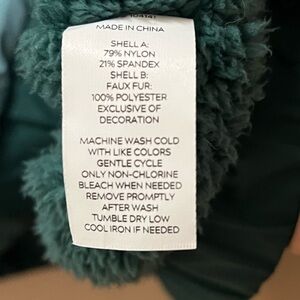 MADE IN CHINA
SHELL A:
79% NYLON
21% SPANDEX
SHELL B:
FAUX FUR:
100% POLYESTER
EXCLUSIVE OF
DECORATION
MACHINE WASH COLD
WITH LIKE COLORS
GENTLE CYCLE
ONLY NON-CHLORINE
BLEACH WHEN NEEDED
REMOVE PROMPTLY
AFTER WASH
TUMBLE DRY LOW
COOL IRON IF NEEDED